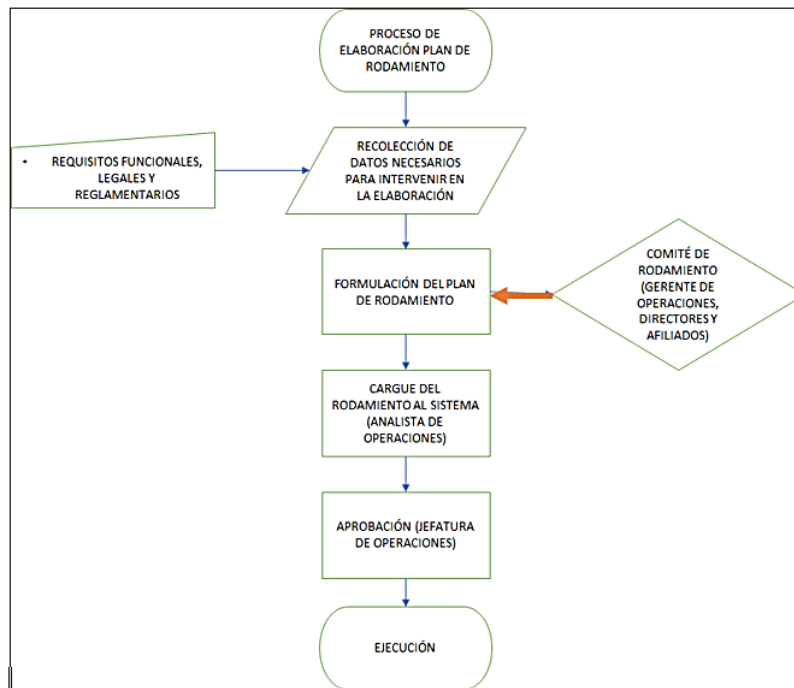 PROCESO DE
ELABORACIÓN PLAN DE
RODAMIENTO
• REQUISITOS FUNCIONALES,
LEGALES Y
REGLAMENTARIOS
RECOLECCIÓN DE
DATOS NECESARIOS
PARA INTERVENIR EN
LA ELABORACIÓN
FORMULACIÓN DEL PLAN
DE RODAMIENTO
COMITÉ DE
RODAMIENTO
(GERENTE DE
OPERACIONES,
DIRECTORES Y
AFILIADOS)
CARGUE DEL
RODAMIENTO AL SISTEMA
(ANALISTA DE
OPERACIONES)
APROBACIÓN (JEFATURA
DE OPERACIONES)
EJECUCIÓN